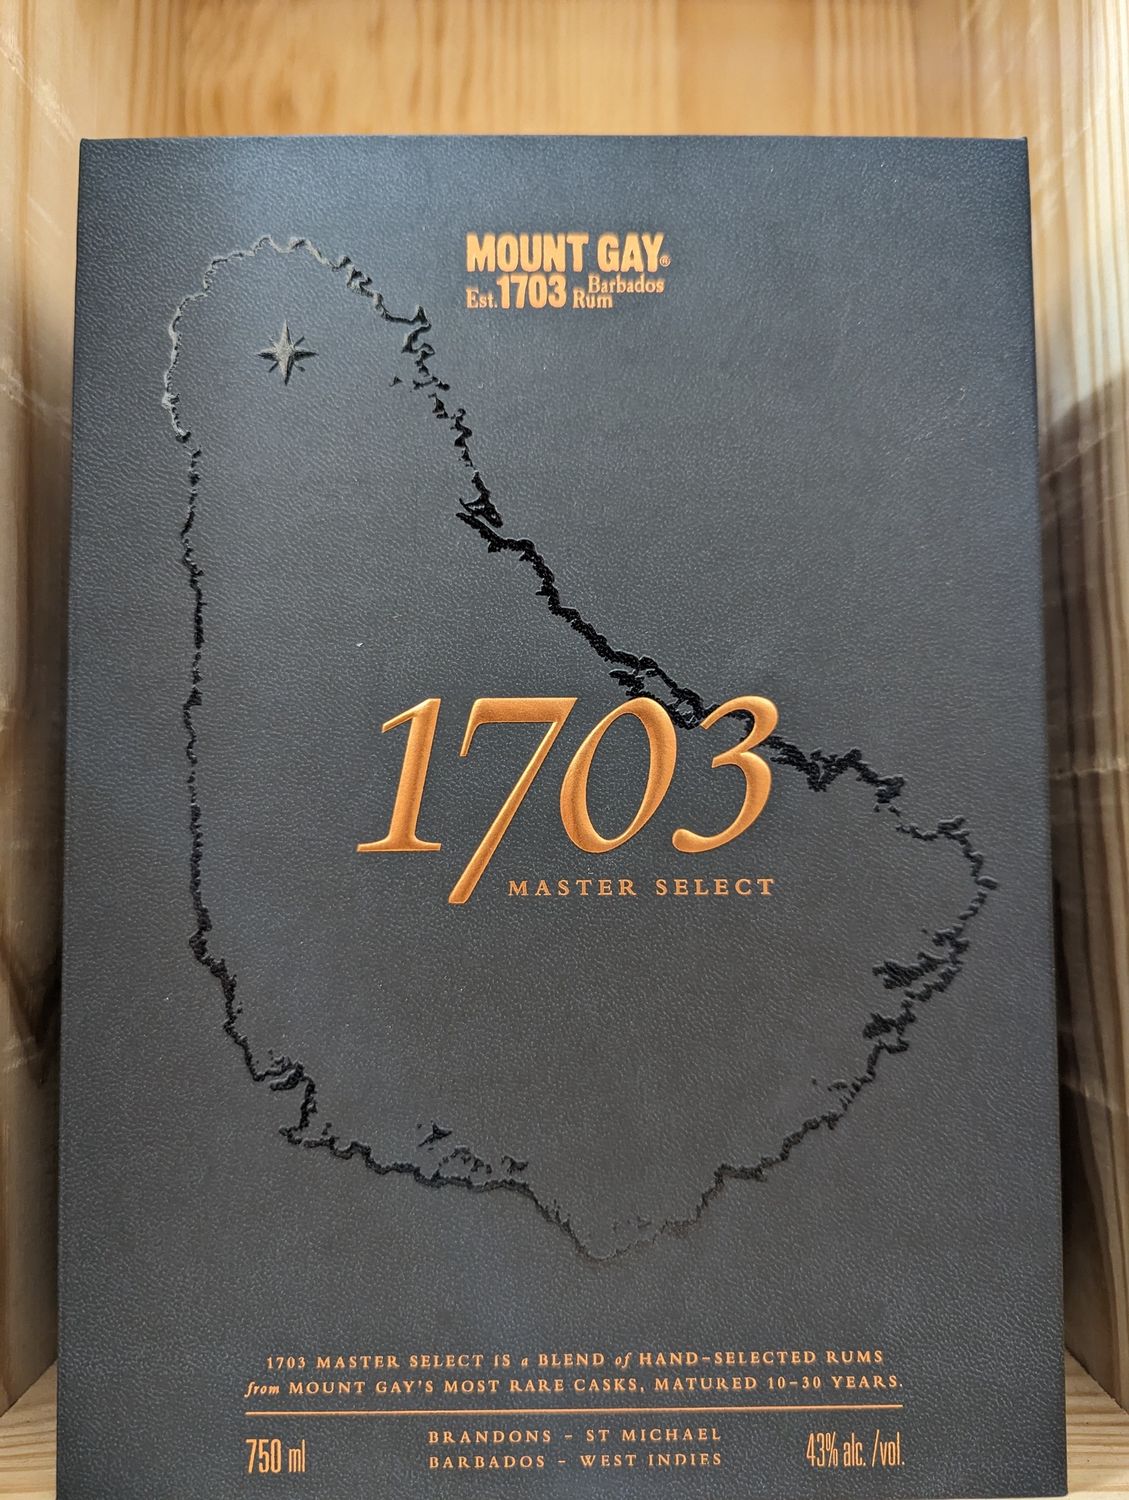 MOUNT GAY®
Est. 1703 Barbados Rum
1703
MASTER SELECT
1703 MASTER SELECT IS a BLEND of HAND-SELECTED RUMS
from MOUNT GAY'S MOST RARE CASKS, MATURED 10-30 YEARS.
BRANDONS - ST MICHAEL
750 ml BARBADOS - WEST INDIES 43% alc. /vol.